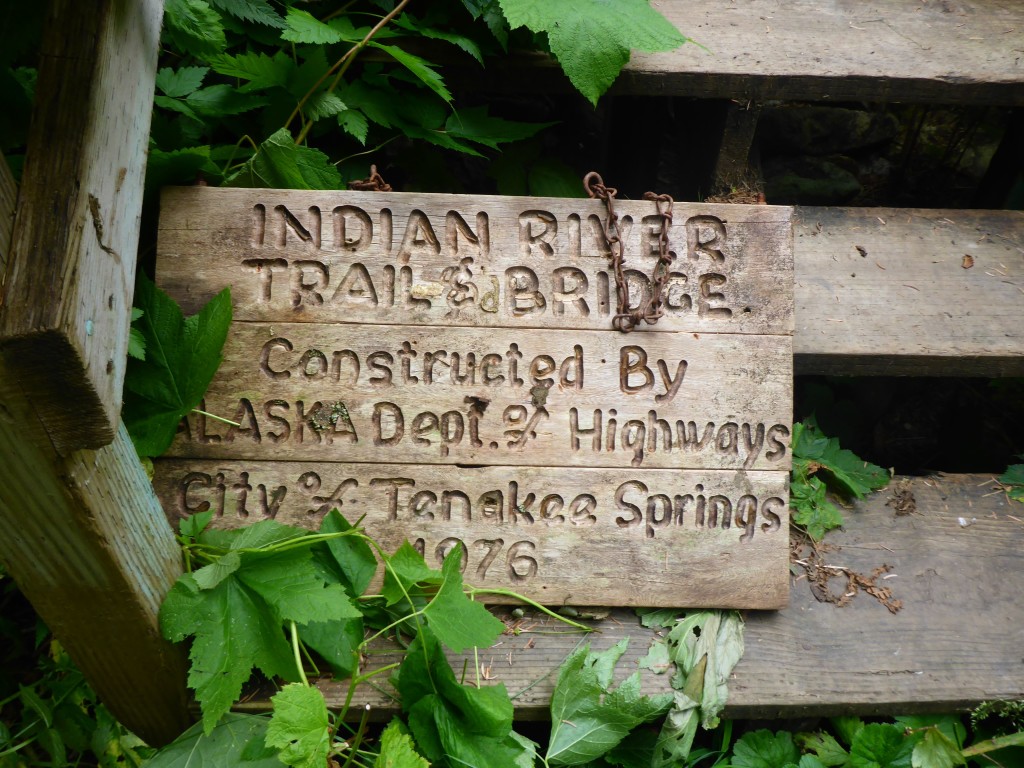 INDIAN RIVER
TRAIL & BRIDGE
Constructed By
ALASKA Dept. of Highways
City of Tenakee Springs
1976